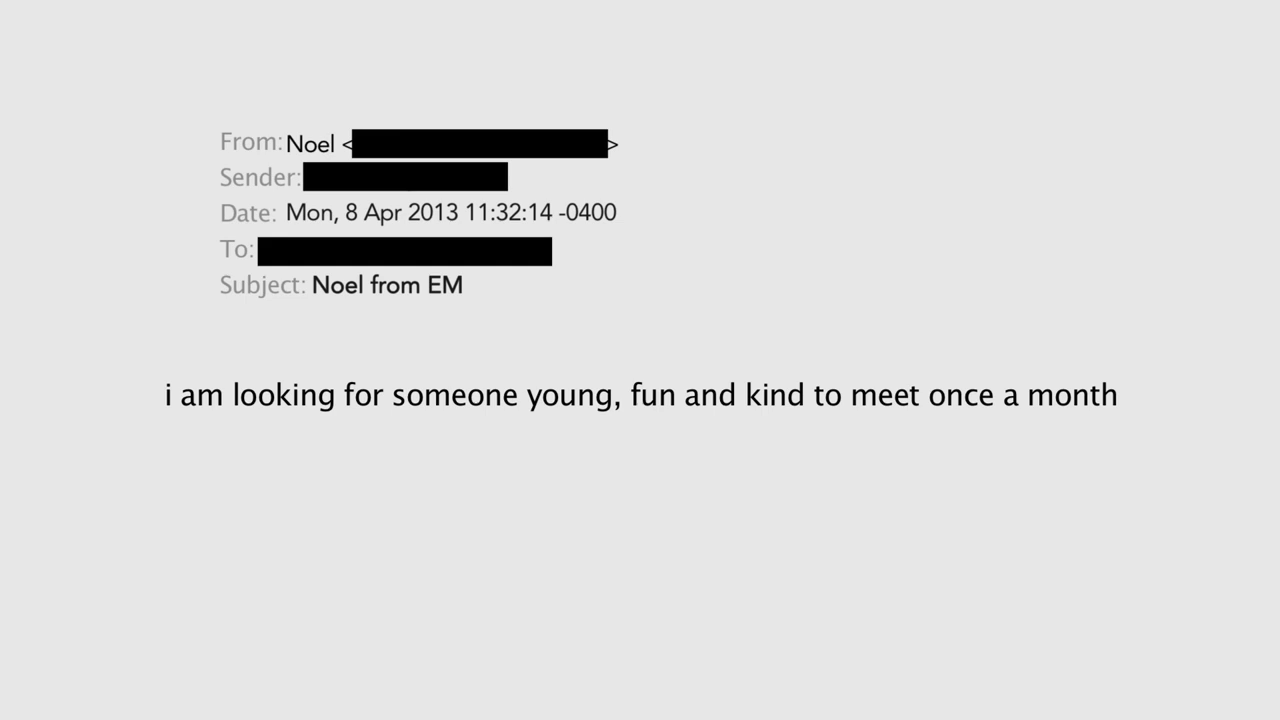 From: Noel < >
Sender:
Date: Mon, 8 Apr 2013 11:32:14 -0400
To:
Subject: Noel from EM
i am looking for someone young, fun and kind to meet once a month